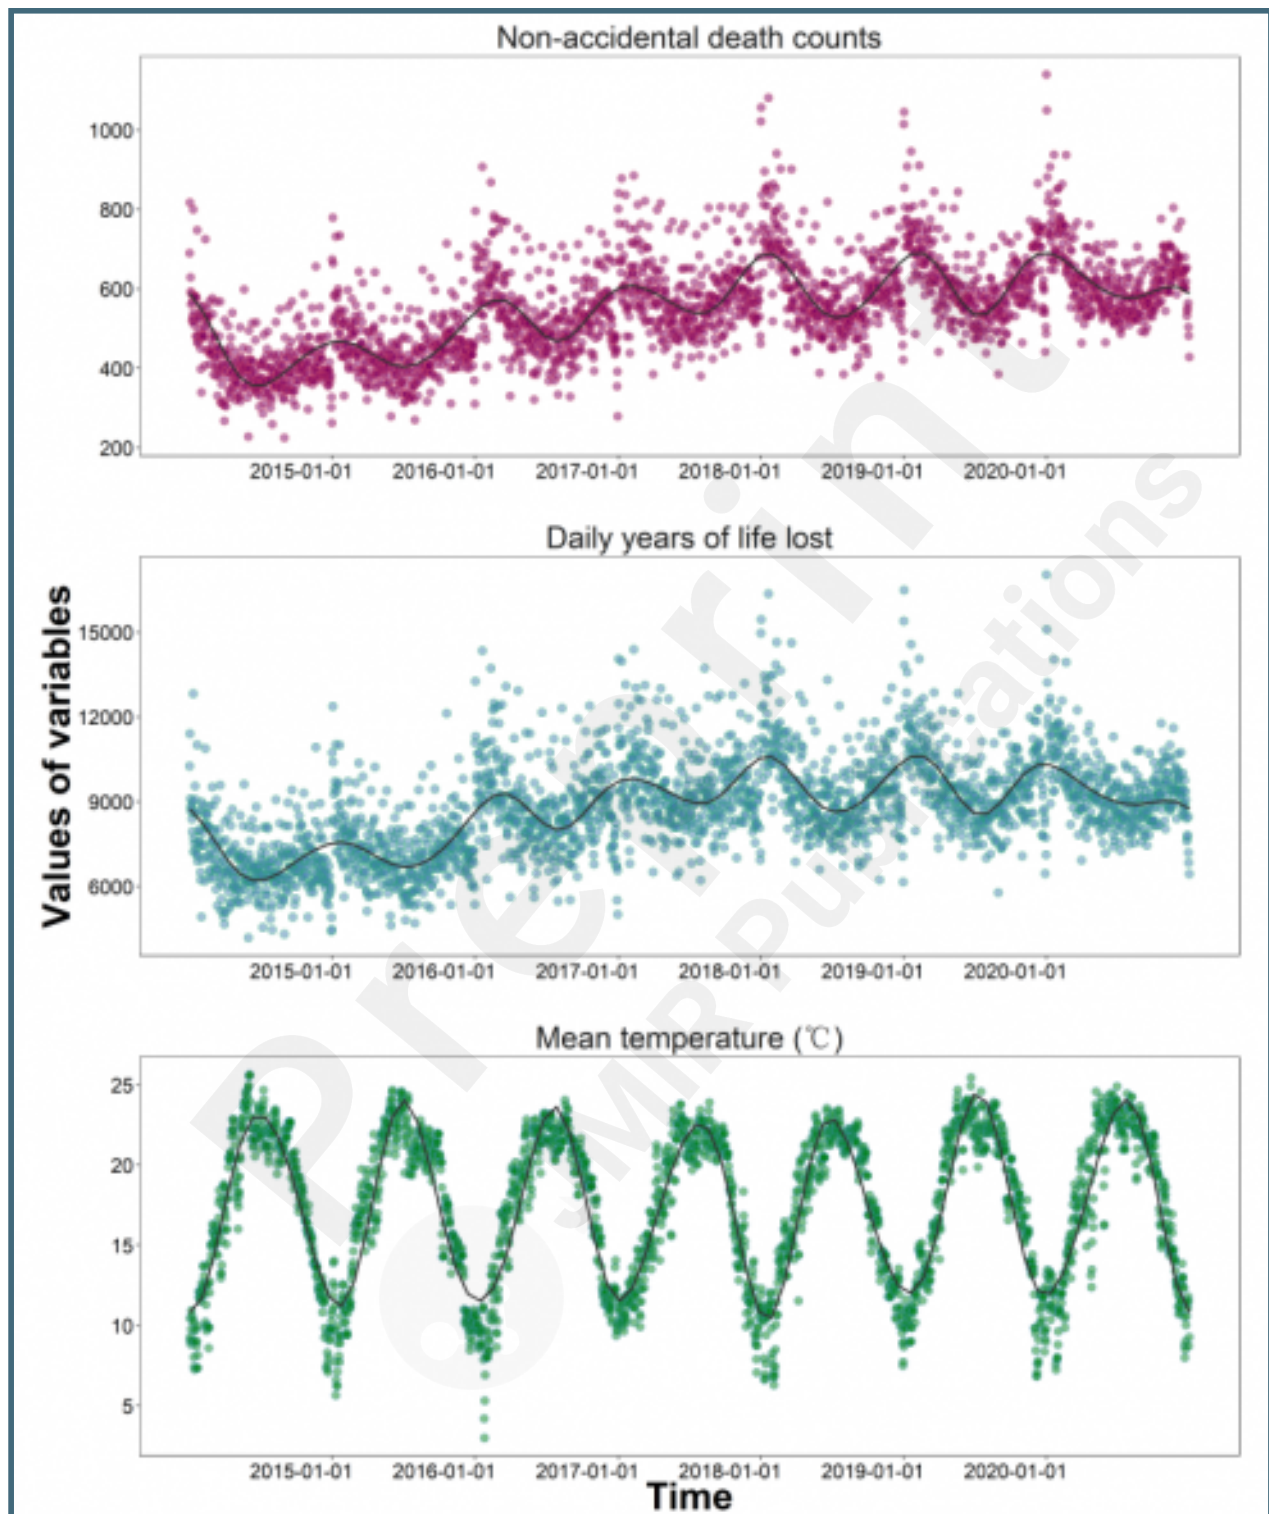 Non-accidental death counts
1000
800
600
400
200
2015-01-01 2016-01-01 2017-01-01 2018-01-01 2019-01-01 2020-01-01
Daily years of life lost
Values of variables
15000
12000
9000
6000
2015-01-01 2016-01-01 2017-01-01 2018-01-01 2019-01-01 2020-01-01
Mean temperature (℃)
25
20
15
10
5
2015-01-01 2016-01-01 2017-01-01 2018-01-01 2019-01-01 2020-01-01
Time
Preprint
JMIR Publications